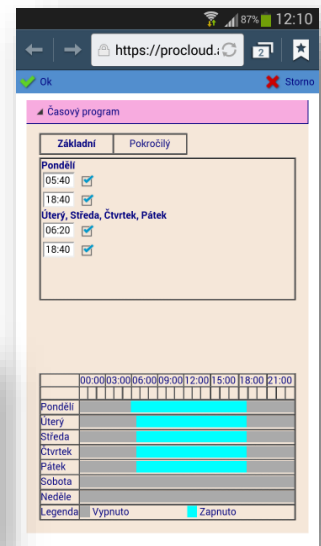 87% 12:10
https://procloud.: 2
Ok Storno
Časový program
Základní Pokročilý
Pondělí
05:40
18:40
Úterý, Středa, Čtvrtek, Pátek
06:20
18:40
00:00 03:00 06:00 09:00 12:00 15:00 18:00 21:00
Pondělí
Úterý
Středa
Čtvrtek
Pátek
Sobota
Neděle
Legenda Vypnuto Zapnuto